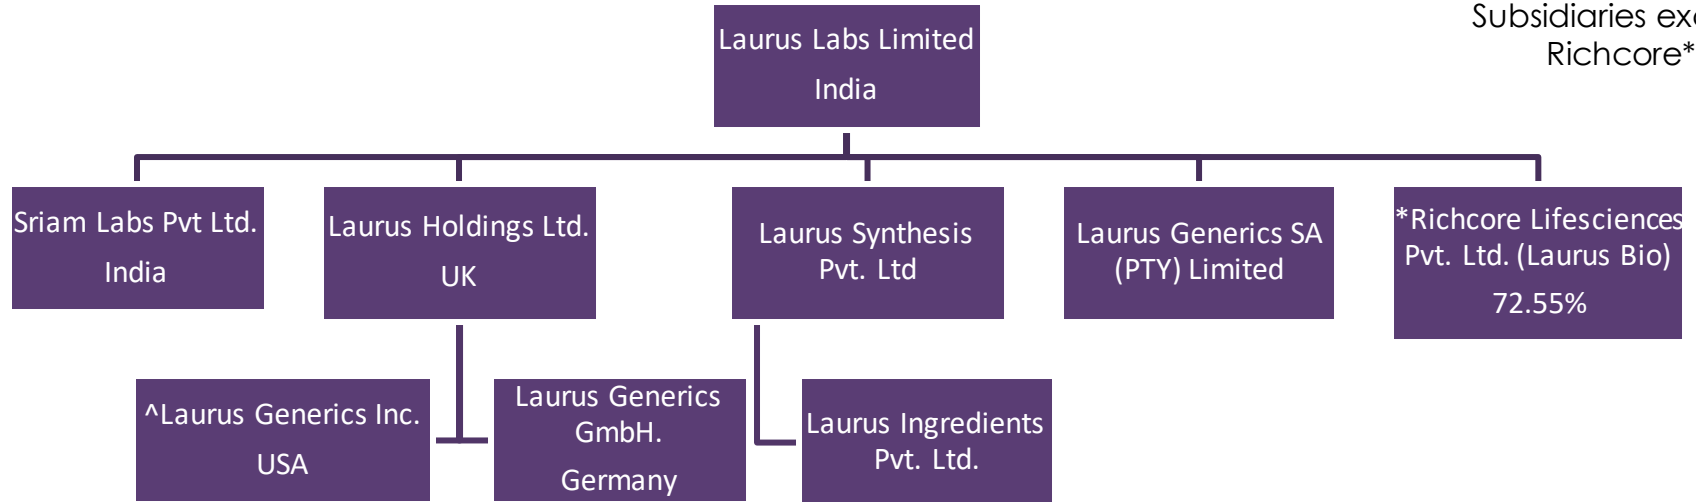 Subsidiaries
Richcore*
Laurus Labs Limited
India
Sriam Labs Pvt Ltd.
India
Laurus Holdings Ltd.
UK
Laurus Synthesis
Pvt. Ltd
Laurus Generics SA
(PTY) Limited
*Richcore Lifesciences
Pvt. Ltd. (Laurus Bio)
72.55%
^Laurus Generics Inc.
USA
Laurus Generics
GmbH.
Germany
Laurus Ingredients
Pvt. Ltd.